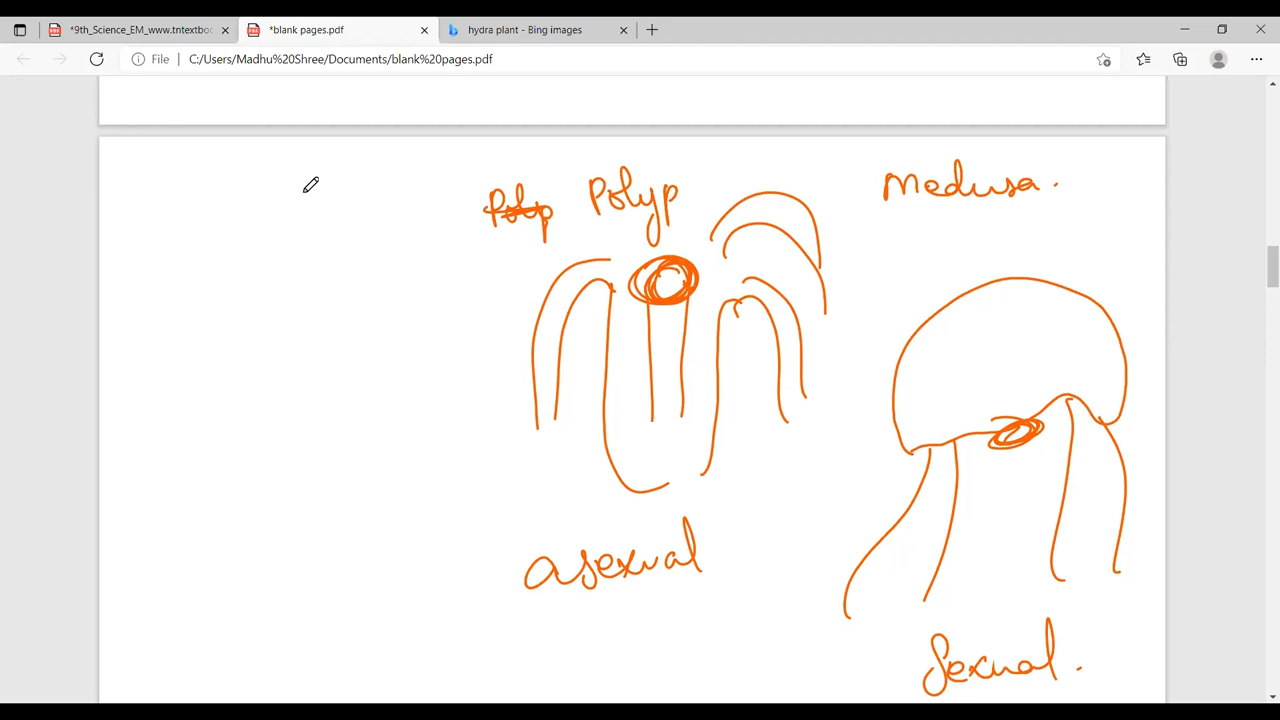 *9th_Science_EM_www.tntextboo
*blank pages.pdf
hydra plant - Bing images
File
C:/Users/Madhu%20Shree/Documents/blank%20pages.pdf
Polyp
Polyp
Medusa.
asexual
Sexual.